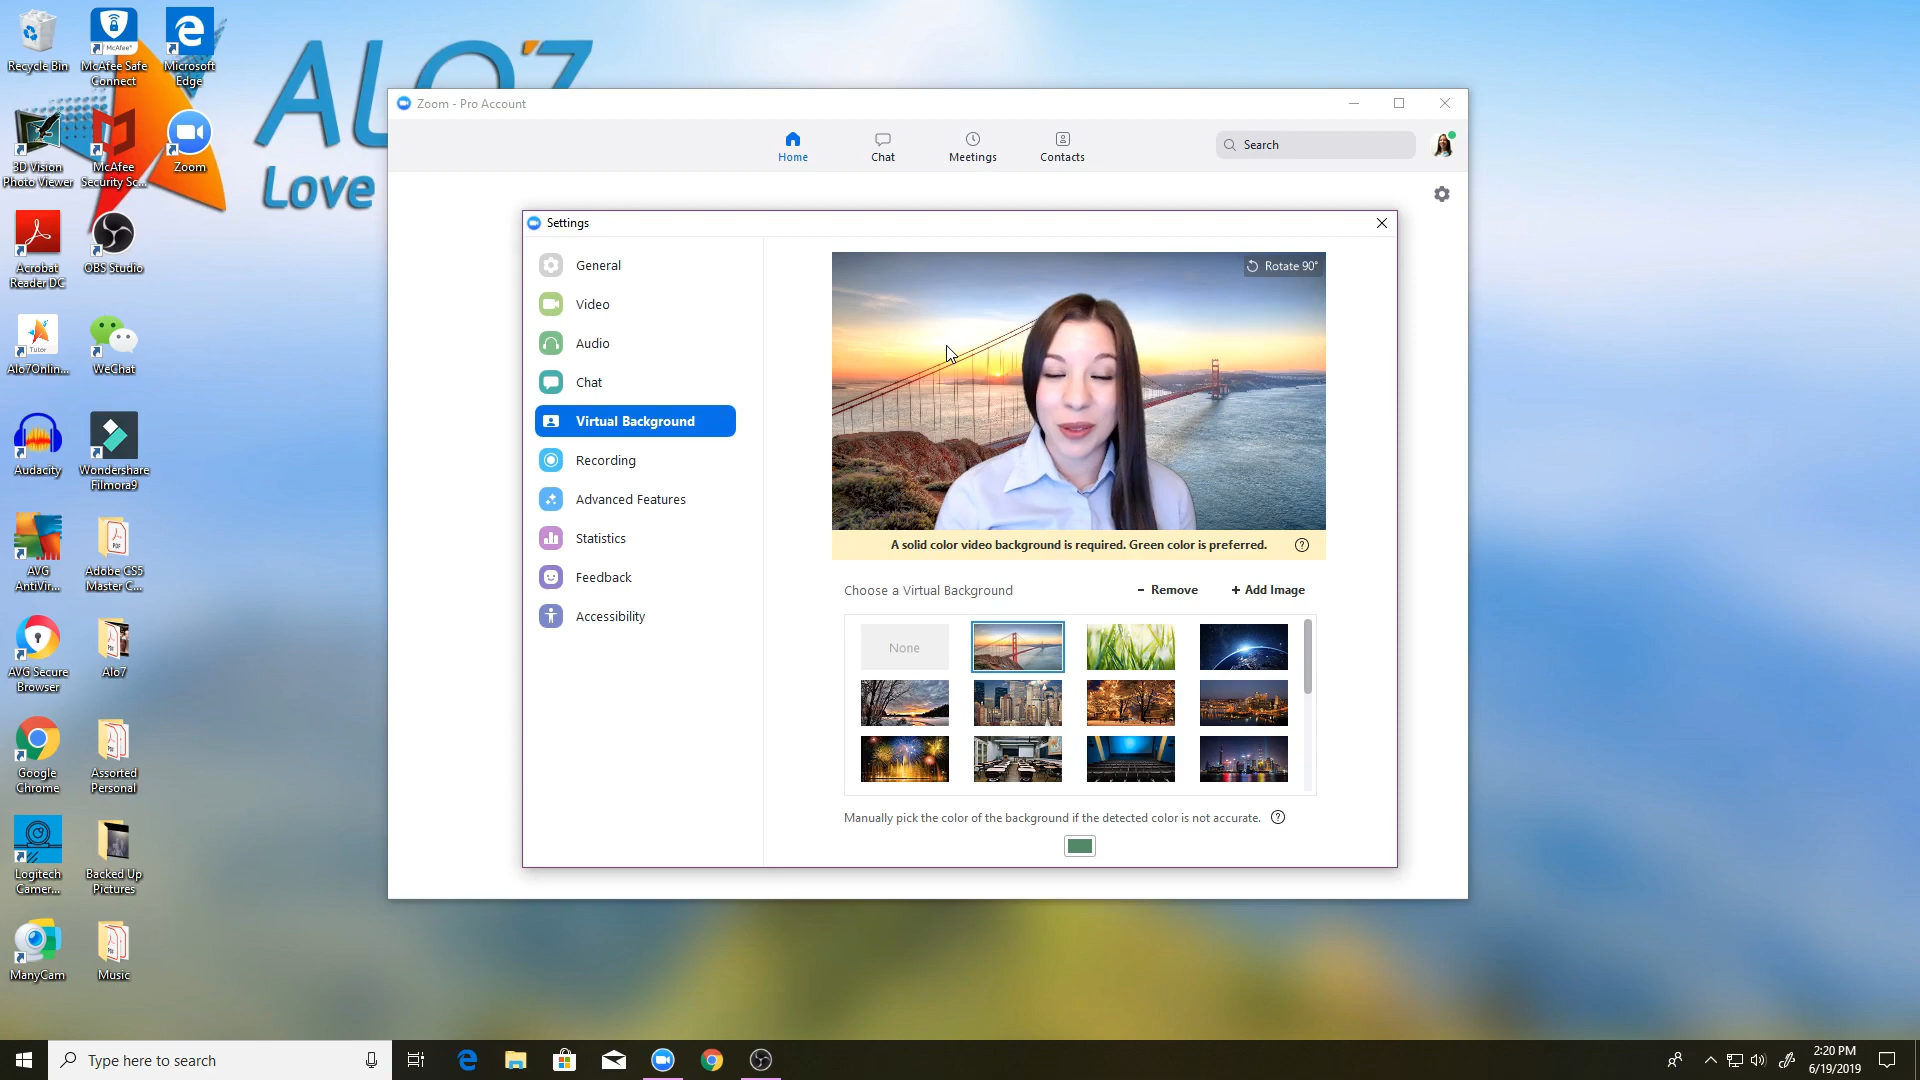 Recycle Bin
McAfee Safe
Connect
Microsoft
Edge
3D Vision
Photo Viewer
McAfee
Security Sc...
Zoom
Acrobat
Reader DC
OBS Studio
Tutor
Alo7Onlin...
WeChat
Audacity
Wondershare
Filmora9
AVG
AntiVir...
Adobe CS5
Master C...
AVG Secure
Browser
Alo7
Google
Chrome
Assorted
Personal
Logitech
Camer...
Backed Up
Pictures
ManyCam
Music
ALO7
Love
Zoom - Pro Account
Home
Chat
Meetings
Contacts
Search
Settings
General
Video
Audio
Chat
Virtual Background
Recording
Advanced Features
Statistics
Feedback
Accessibility
Rotate 90°
A solid color video background is required. Green color is preferred.
Choose a Virtual Background
- Remove
+ Add Image
None
Manually pick the color of the background if the detected color is not accurate.
Type here to search
2:20 PM
6/19/2019